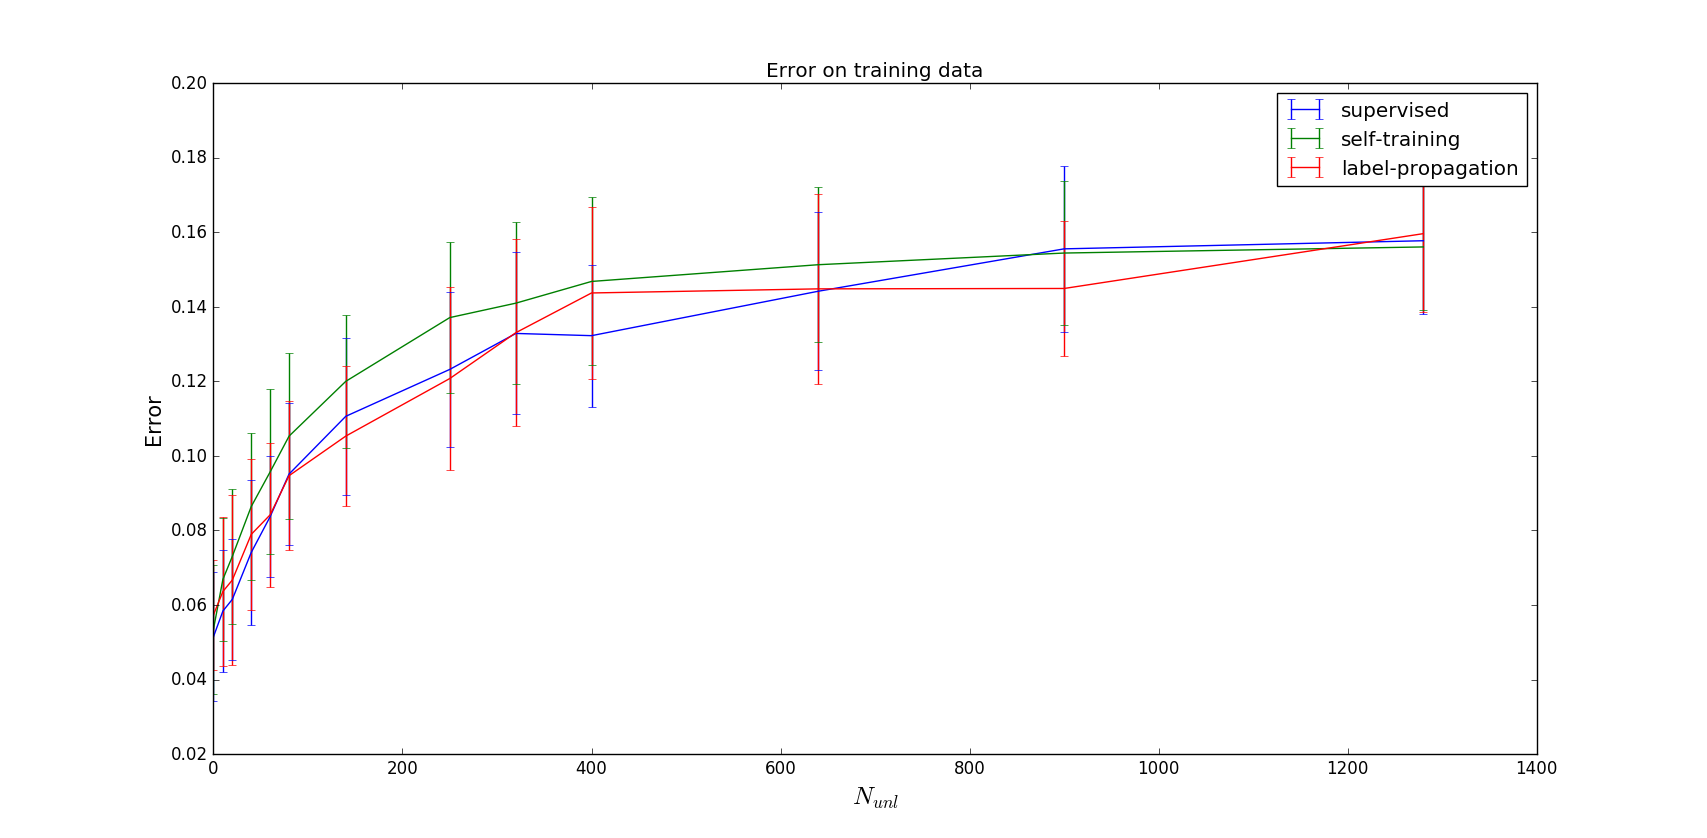 Error on training data
supervised
self-training
label-propagation
0.20
0.18
0.16
0.14
0.12
0.10
0.08
0.06
0.04
0.02
Error
0 200 400 600 800 1000 1200 1400
N_{unl}